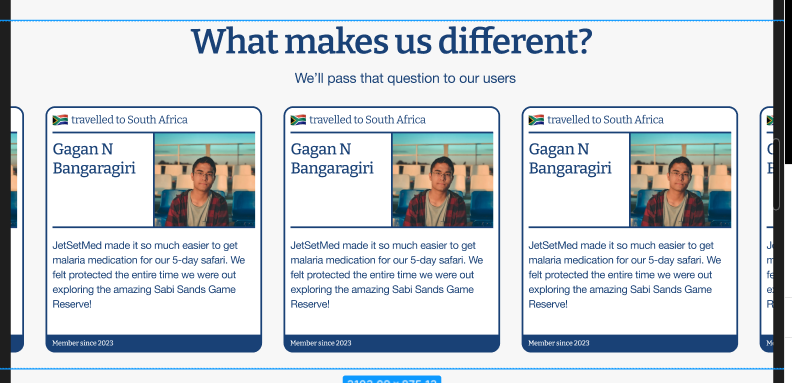 What makes us different?
We'll pass that question to our users
travelled to South Africa
Gagan N
Bangaragiri
JetSetMed made it so much easier to get
malaria medication for our 5-day safari. We
felt protected the entire time we were out
exploring the amazing Sabi Sands Game
Reserve!
Member since 2023
travelled to South Africa
Gagan N
Bangaragiri
JetSetMed made it so much easier to get
malaria medication for our 5-day safari. We
felt protected the entire time we were out
exploring the amazing Sabi Sands Game
Reserve!
Member since 2023
travelled to South Africa
Gagan N
Bangaragiri
JetSetMed made it so much easier to get
malaria medication for our 5-day safari. We
felt protected the entire time we were out
exploring the amazing Sabi Sands Game
Reserve!
Member since 2023